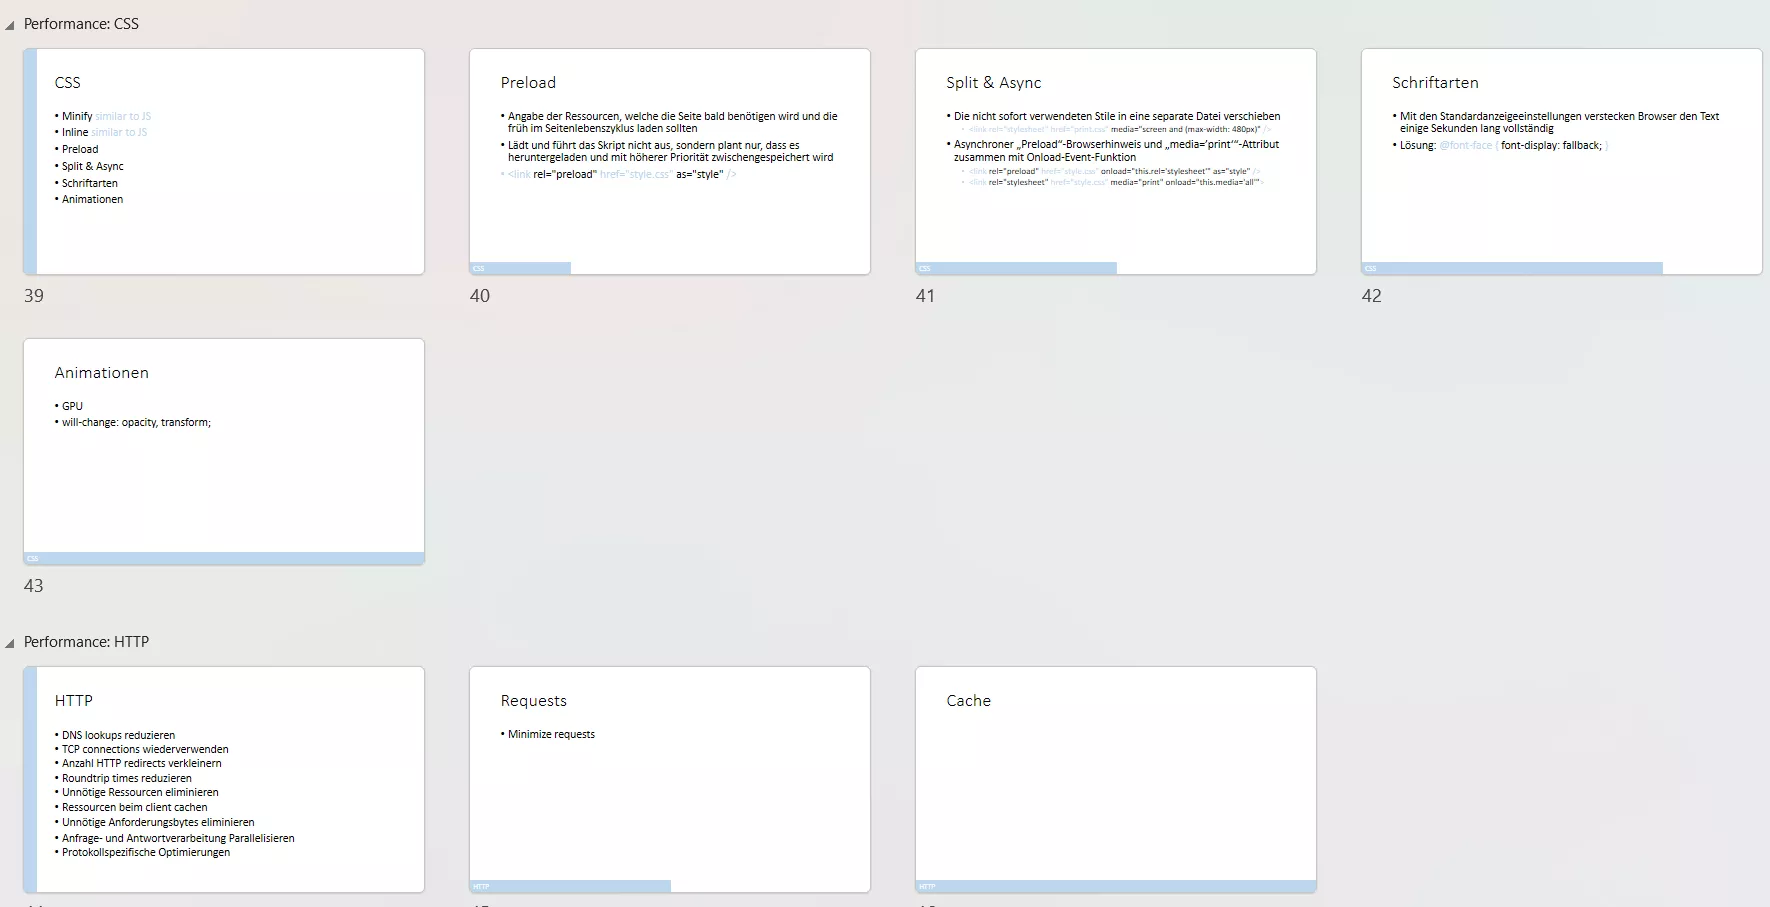 Performance: CSS
CSS
• Minify similar to JS
• Inline similar to JS
• Preload
• Split & Async
• Schriftarten
• Animationen
39
Preload
• Angabe der Ressourcen, welche die Seite bald benötigen wird und die
früh im Seitenlebenszyklus laden sollten
• Lädt und führt das Skript nicht aus, sondern plant nur, dass es
heruntergeladen und mit höherer Priorität zwischengespeichert wird
• <link rel="preload" href="style.css" as="style" />
CSS
40
Split & Async
• Die nicht sofort verwendeten Stile in eine separate Datei verschieben
• <link rel="stylesheet" href="print.css" media="screen and (max-width: 480px)" />
• Asynchroner „Preload“-Browserhinweis und „media=’print’“-Attribut
zusammen mit Onload-Event-Funktion
• <link rel="preload" href="style.css" onload="this.rel='stylesheet'" as="style" />
• <link rel="stylesheet" href="style.css" media="print" onload="this.media='all'">
CSS
41
Schriftarten
• Mit den Standardanzeigeeinstellungen verstecken Browser den Text
einige Sekunden lang vollständig
• Lösung: @font-face { font-display: fallback; }
CSS
42
Animationen
• GPU
• will-change: opacity, transform;
CSS
43
Performance: HTTP
HTTP
• DNS lookups reduzieren
• TCP connections wiederverwenden
• Anzahl HTTP redirects verkleinern
• Roundtrip times reduzieren
• Unnötige Ressourcen eliminieren
• Ressourcen beim client cachen
• Unnötige Anforderungsbytes eliminieren
• Anfrage- und Antwortverarbeitung Parallelisieren
• Protokollspezifische Optimierungen
Requests
• Minimize requests
HTTP
Cache
HTTP